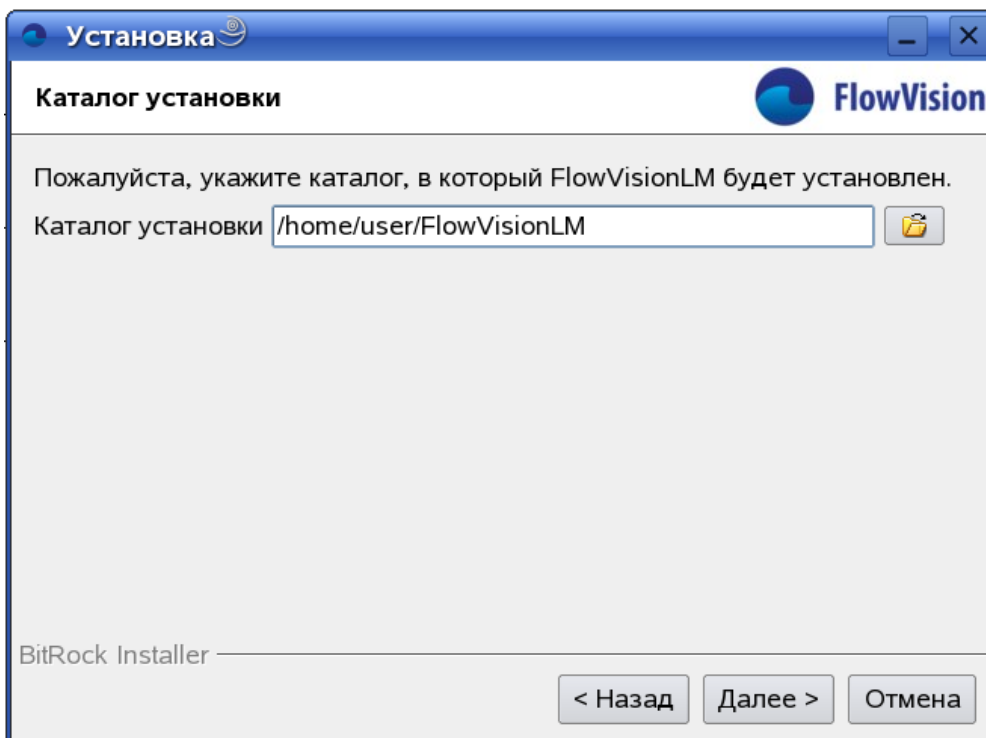 Установка
Каталог установки
FlowVision
Пожалуйста, укажите каталог, в который FlowVisionLM будет установлен.
Каталог установки /home/user/FlowVisionLM
BitRock Installer
< Назад Далее > Отмена